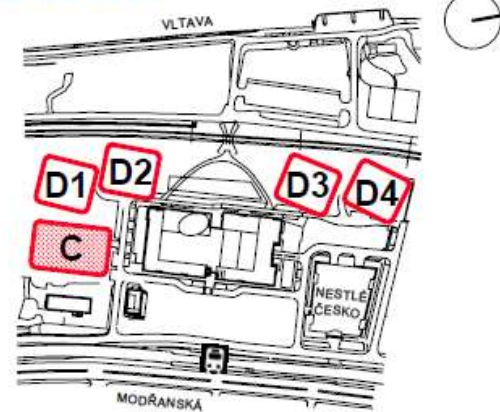 VLTAVA
D1
D2
D3
D4
C
NESTLÉ
ČESKO
MODŘANSKÁ